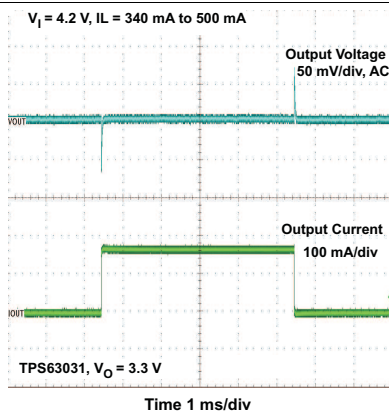 V_I = 4.2 V, IL = 340 mA to 500 mA
Output Voltage
50 mV/div, AC
VOUT
Output Current
100 mA/div
IOUT
TPS63031, V_O = 3.3 V
Time 1 ms/div